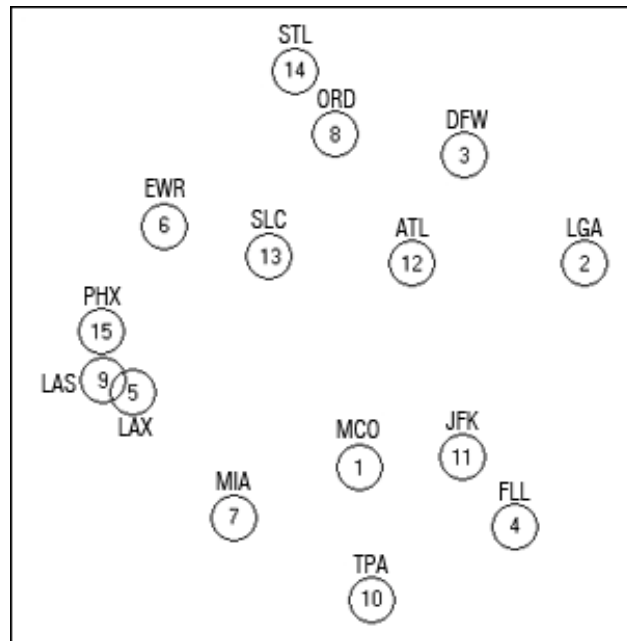 STL
14
ORD
8
DFW
3
EWR
6
SLC
13
ATL
12
LGA
2
PHX
15
LAS
9
5
LAX
MCO
1
JFK
11
MIA
7
FLL
4
TPA
10